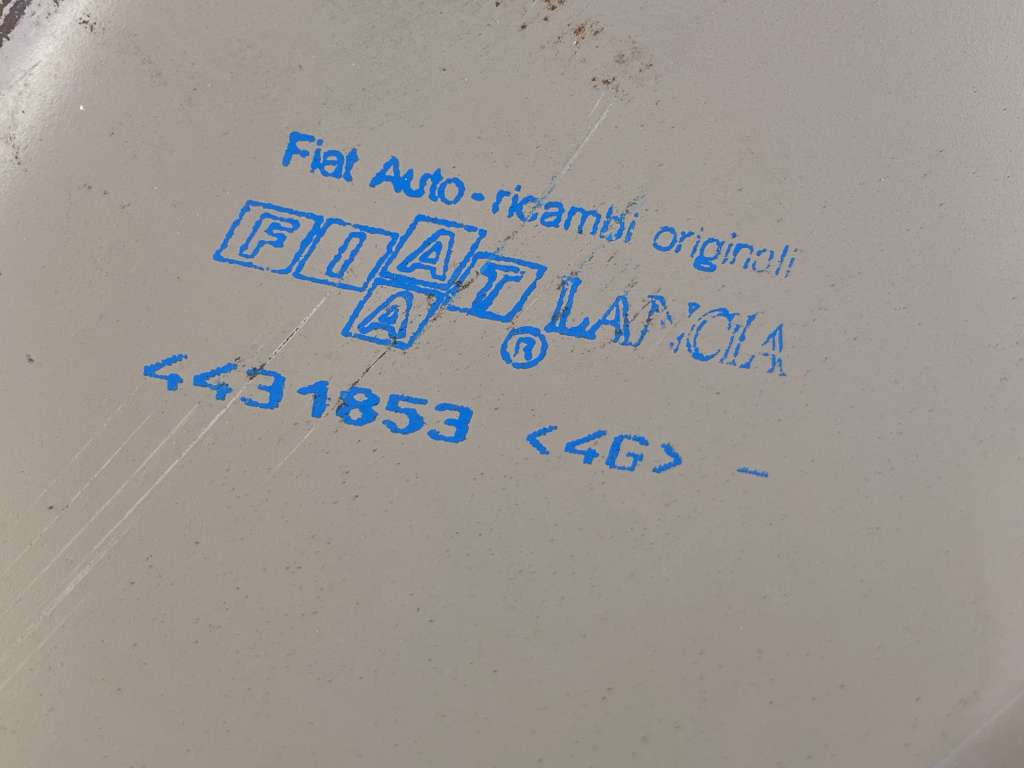 Fiat Auto - ricambi originali
FIAT LANCIA
A ®
4431853 <4G> –